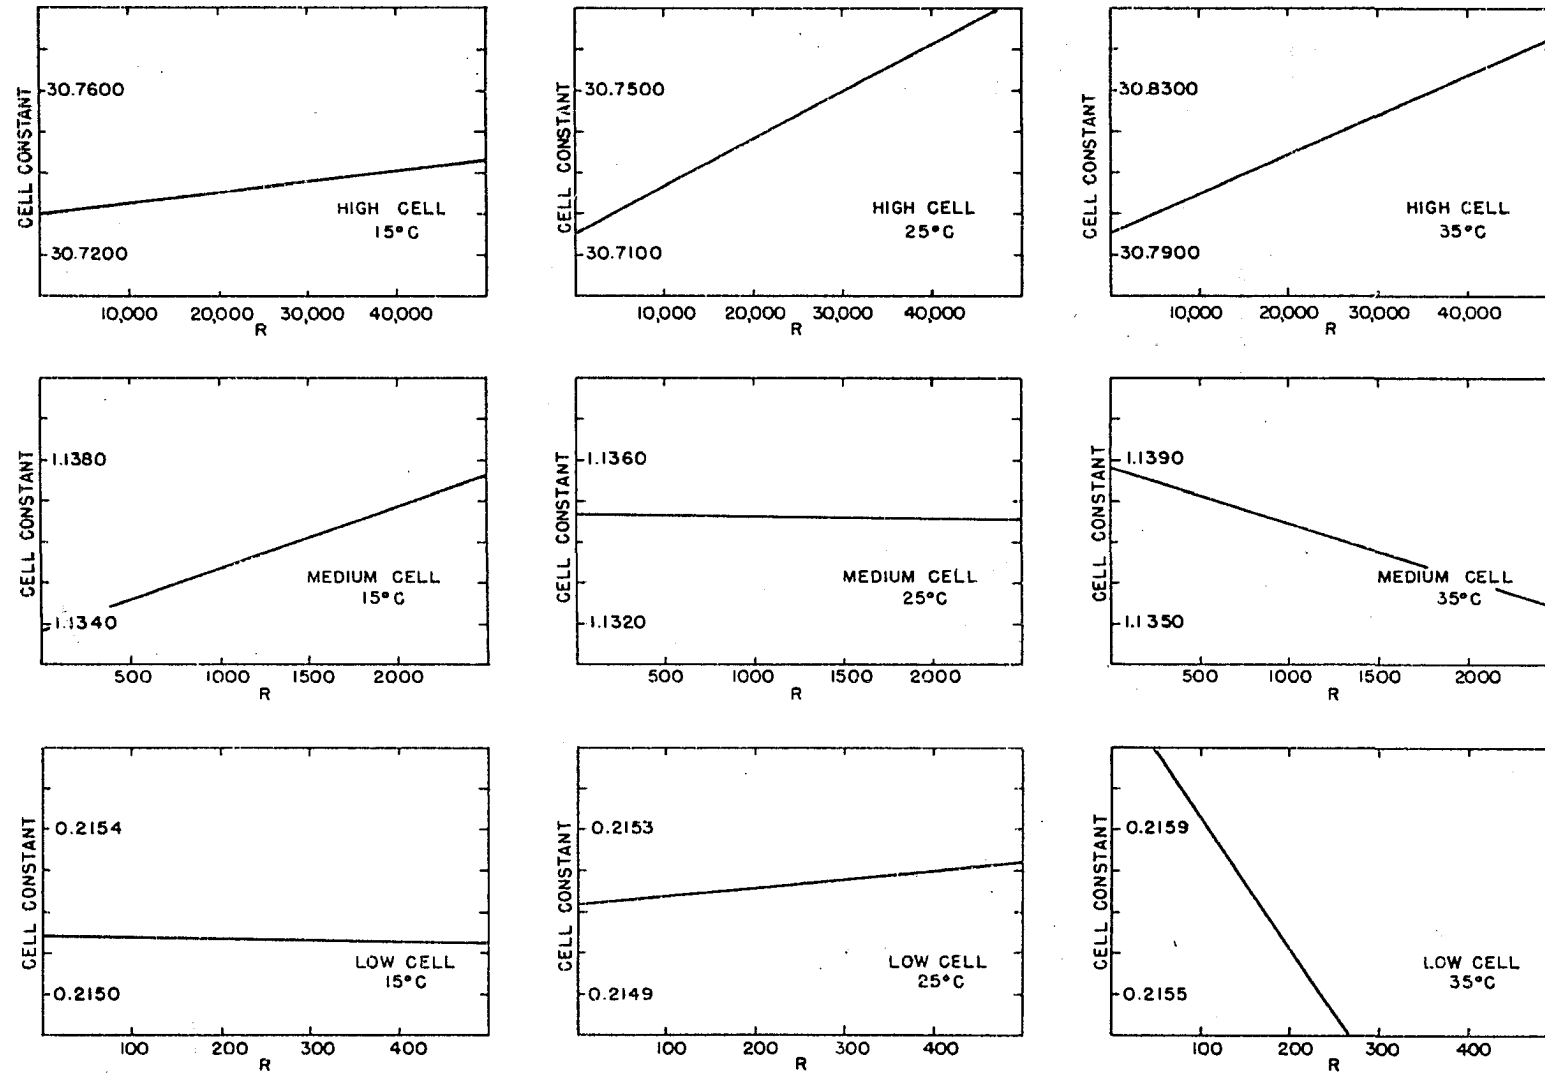 CELL CONSTANT
30.7600
30.7200
HIGH CELL
15°C
10,000 20,000 30,000 40,000
R
CELL CONSTANT
30.7500
30.7100
HIGH CELL
25°C
10,000 20,000 30,000 40,000
R
CELL CONSTANT
30.8300
30.7900
HIGH CELL
35°C
10,000 20,000 30,000 40,000
R
CELL CONSTANT
1.1380
1.1340
MEDIUM CELL
15°C
500 1000 1500 2000
R
CELL CONSTANT
1.1360
1.1320
MEDIUM CELL
25°C
500 1000 1500 2000
R
CELL CONSTANT
1.1390
1.1350
MEDIUM CELL
35°C
500 1000 1500 2000
R
CELL CONSTANT
0.2154
0.2150
LOW CELL
15°C
100 200 300 400
R
CELL CONSTANT
0.2153
0.2149
LOW CELL
25°C
100 200 300 400
R
CELL CONSTANT
0.2159
0.2155
LOW CELL
35°C
100 200 300 400
R